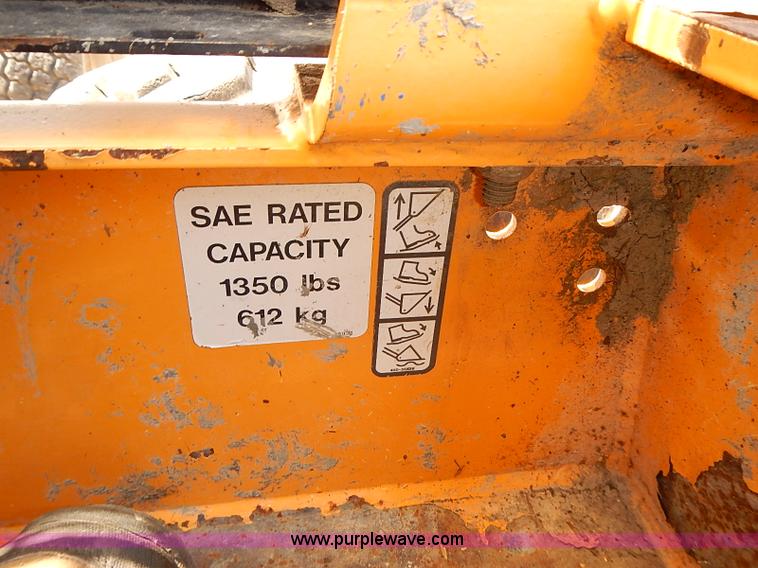 SAE RATED
CAPACITY
1350 lbs
612 kg
www.purplewave.com